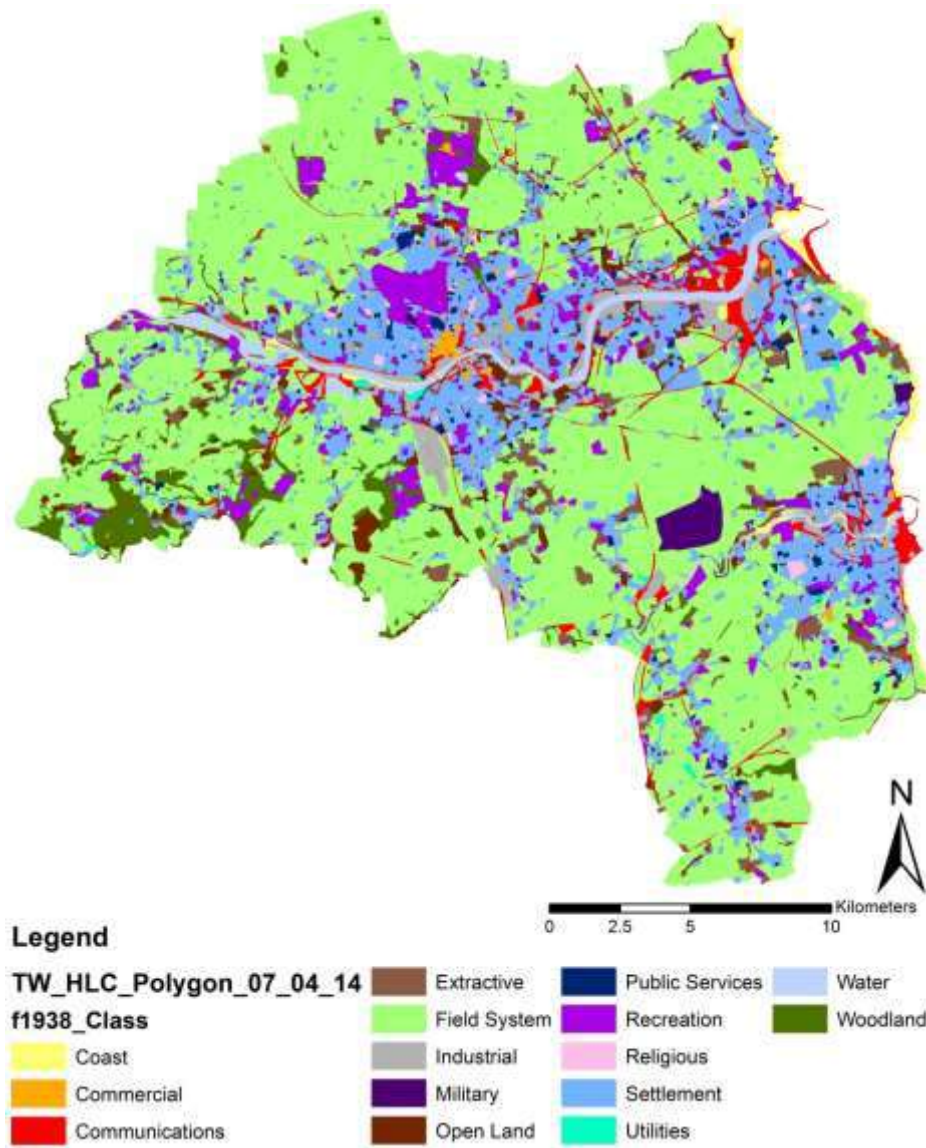 N
Kilometers
0 2.5 5 10
Legend
TW_HLC_Polygon_07_04_14
f1938_Class
Coast
Commercial
Communications
Extractive
Field System
Industrial
Military
Open Land
Public Services
Recreation
Religious
Settlement
Utilities
Water
Woodland